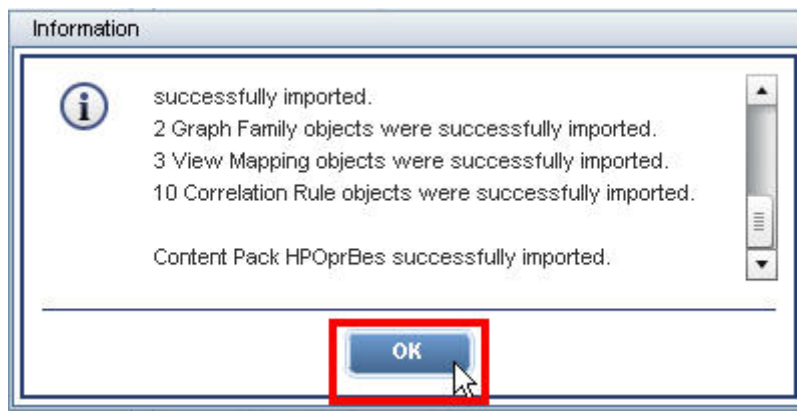 Information
successfully imported.
2 Graph Family objects were successfully imported.
3 View Mapping objects were successfully imported.
10 Correlation Rule objects were successfully imported.
Content Pack HPOprBes successfully imported.
OK